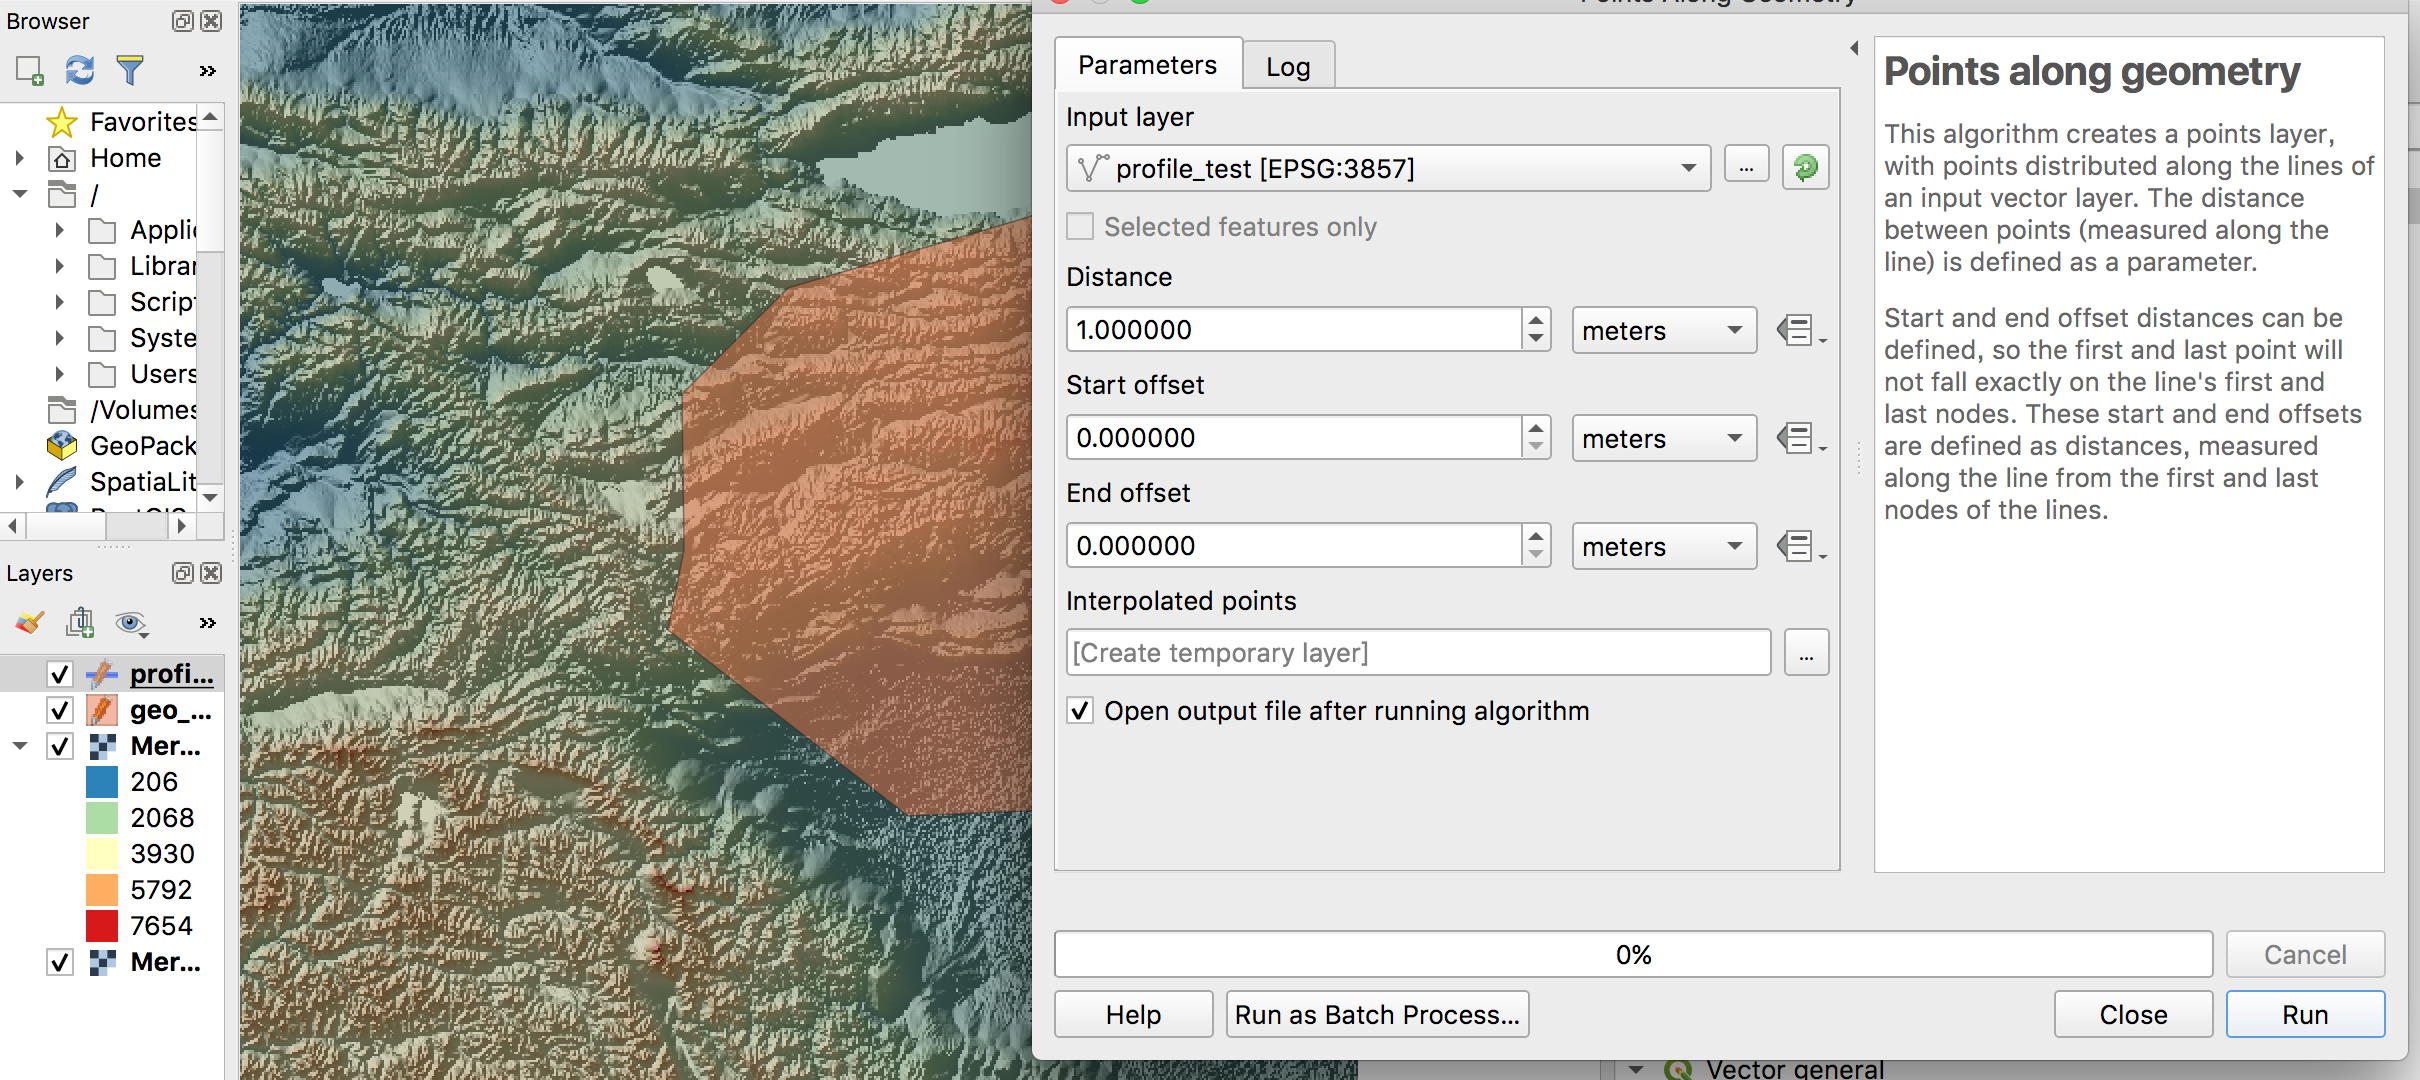 Points Along Geometry
Browser
»
Favorites
Home
/
Applic
Librar
Script
Syste
Users
/Volumes
GeoPack
SpatiaLit
Layers
»
profi...
geo_...
Mer...
206
2068
3930
5792
7654
Mer...
Parameters
Log
Input layer
profile_test [EPSG:3857]
...
Selected features only
Distance
1.000000
meters
Start offset
0.000000
meters
End offset
0.000000
meters
Interpolated points
[Create temporary layer]
...
Open output file after running algorithm
0%
Cancel
Help
Run as Batch Process...
Close
Run
Points along geometry
This algorithm creates a points layer,
with points distributed along the lines of
an input vector layer. The distance
between points (measured along the
line) is defined as a parameter.
Start and end offset distances can be
defined, so the first and last point will
not fall exactly on the line's first and
last nodes. These start and end offsets
are defined as distances, measured
along the line from the first and last
nodes of the lines.
Vector general